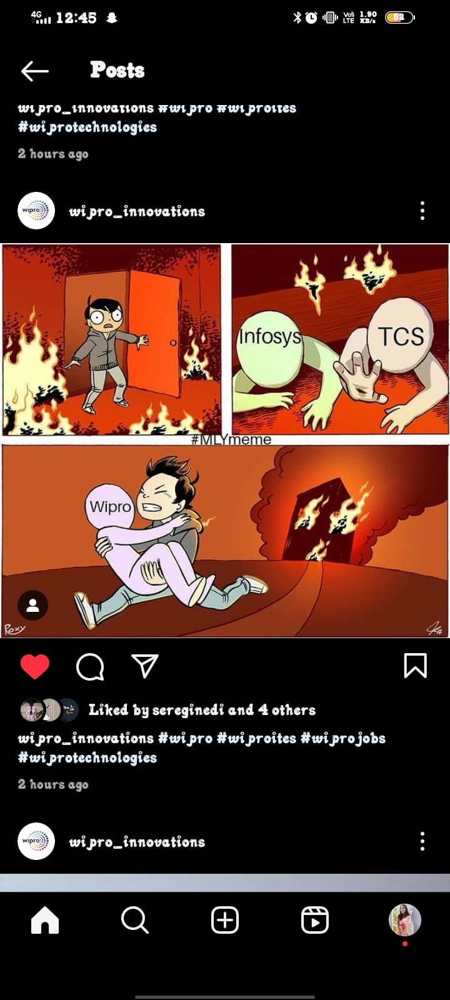 4G 12:45 Vo) LTE 1.90 KB/s 52
Posts
wipro_innovations #wipro #wiproites
#wiprotechnologies
2 hours ago
wipro wipro_innovations
Infosys
TCS
#MLYmeme
Wipro
Roxy
Liked by sereginedi and 4 others
wipro_innovations #wipro #wiproites #wiprojobs
#wiprotechnologies
2 hours ago
wipro wipro_innovations